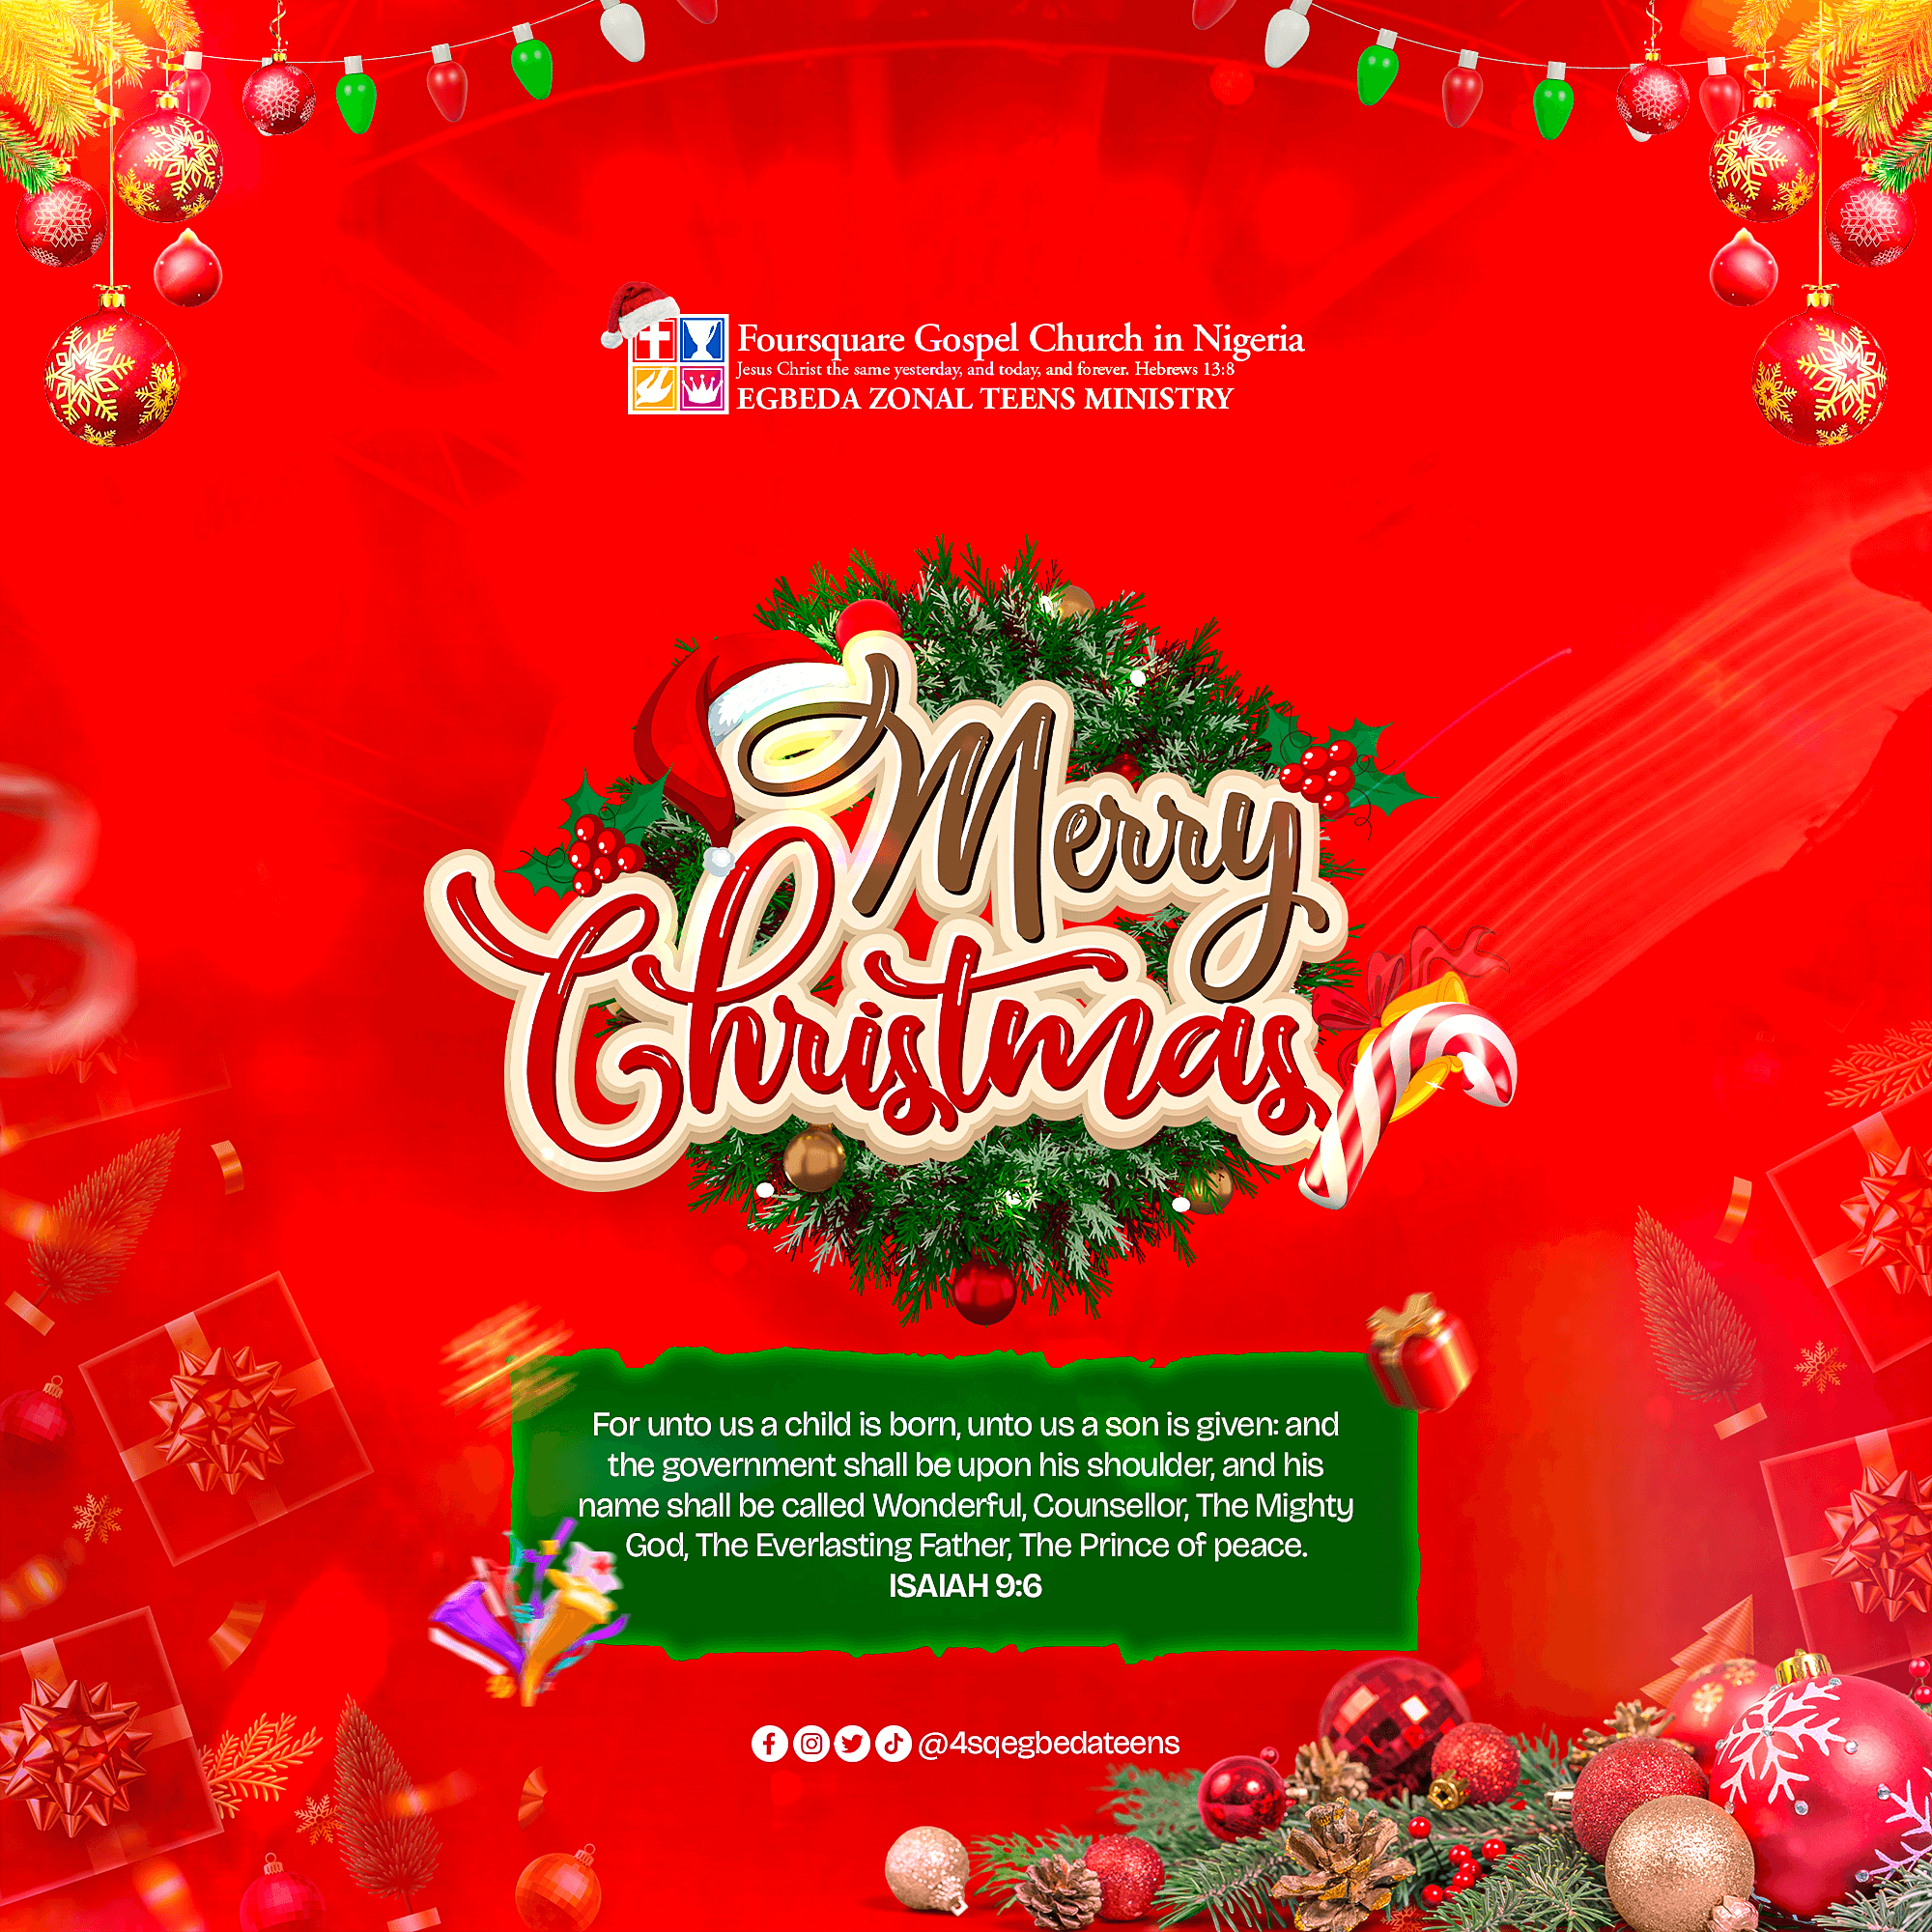 Foursquare Gospel Church in Nigeria
Jesus Christ the same yesterday, and today, and forever. Hebrews 13:8
EGBEDA ZONAL TEENS MINISTRY
Merry
Christmas
For unto us a child is born, unto us a son is given: and
the government shall be upon his shoulder, and his
name shall be called Wonderful, Counsellor, The Mighty
God, The Everlasting Father, The Prince of peace.
ISAIAH 9:6
@4sqegbedateens